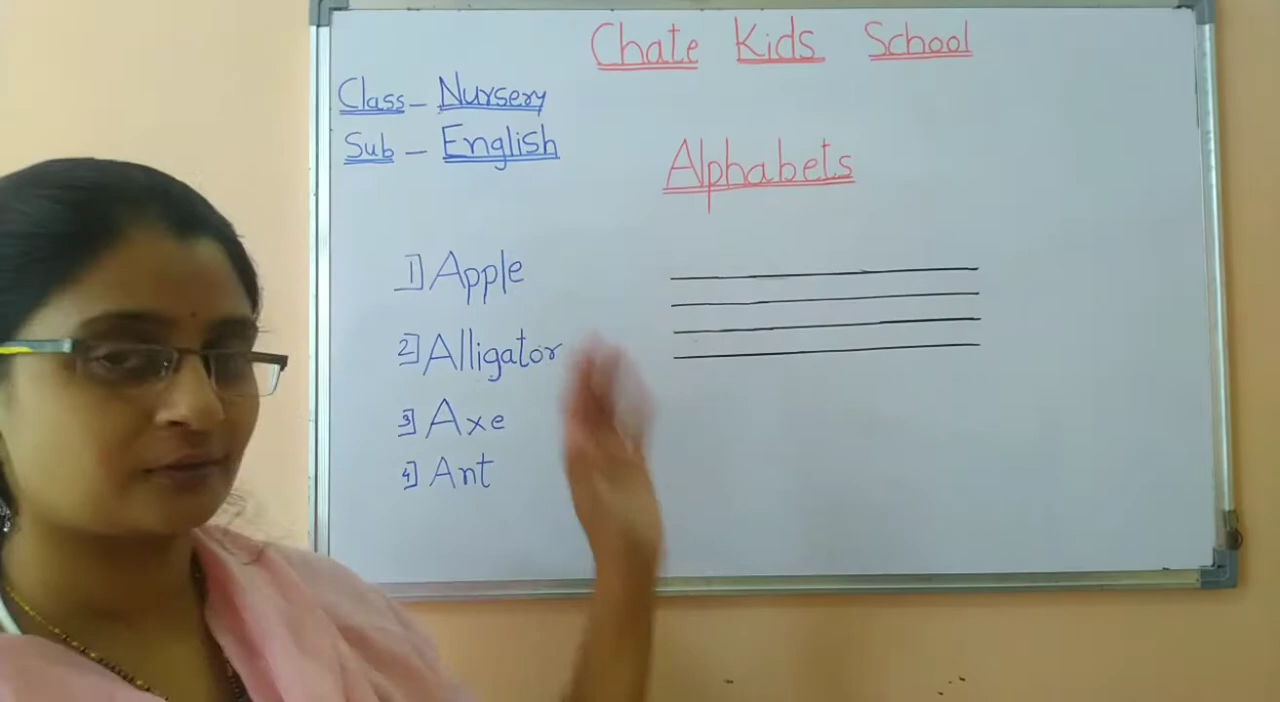 Chate Kids School
Class - Nursery
Sub - English
Alphabets
1] Apple
2] Alligator
3] Axe
4] Ant